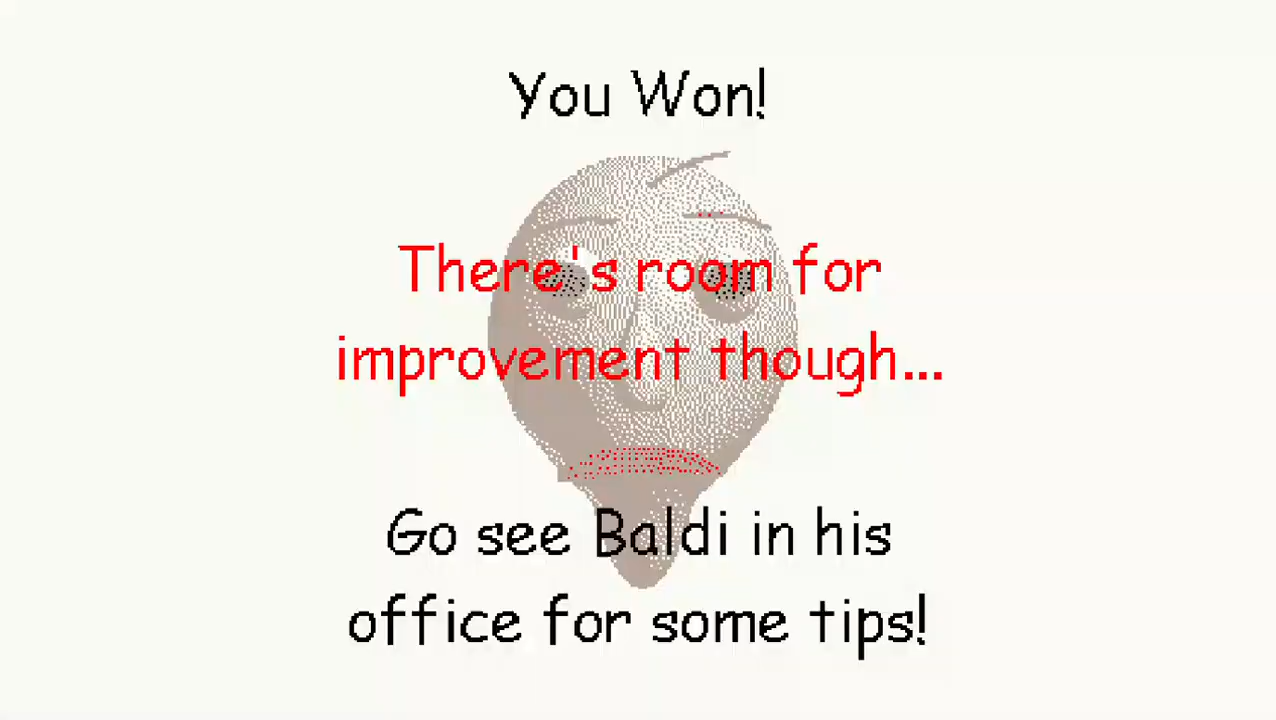 You Won!
There's room for
improvement though...
Go see Baldi in his
office for some tips!